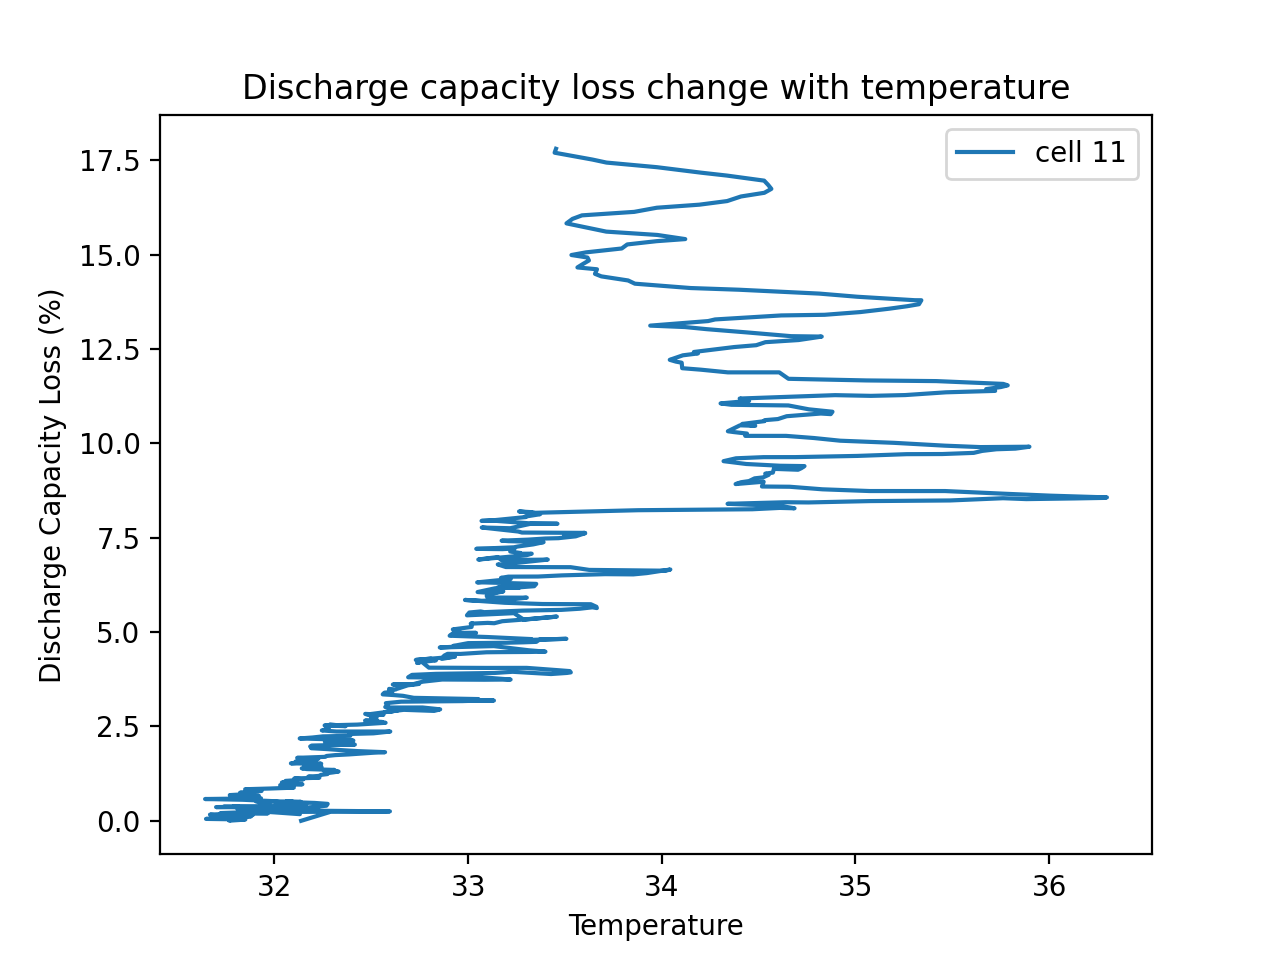 Discharge capacity loss change with temperature
cell 11
17.5
15.0
12.5
10.0
7.5
5.0
2.5
0.0
Discharge Capacity Loss (%)
32 33 34 35 36
Temperature